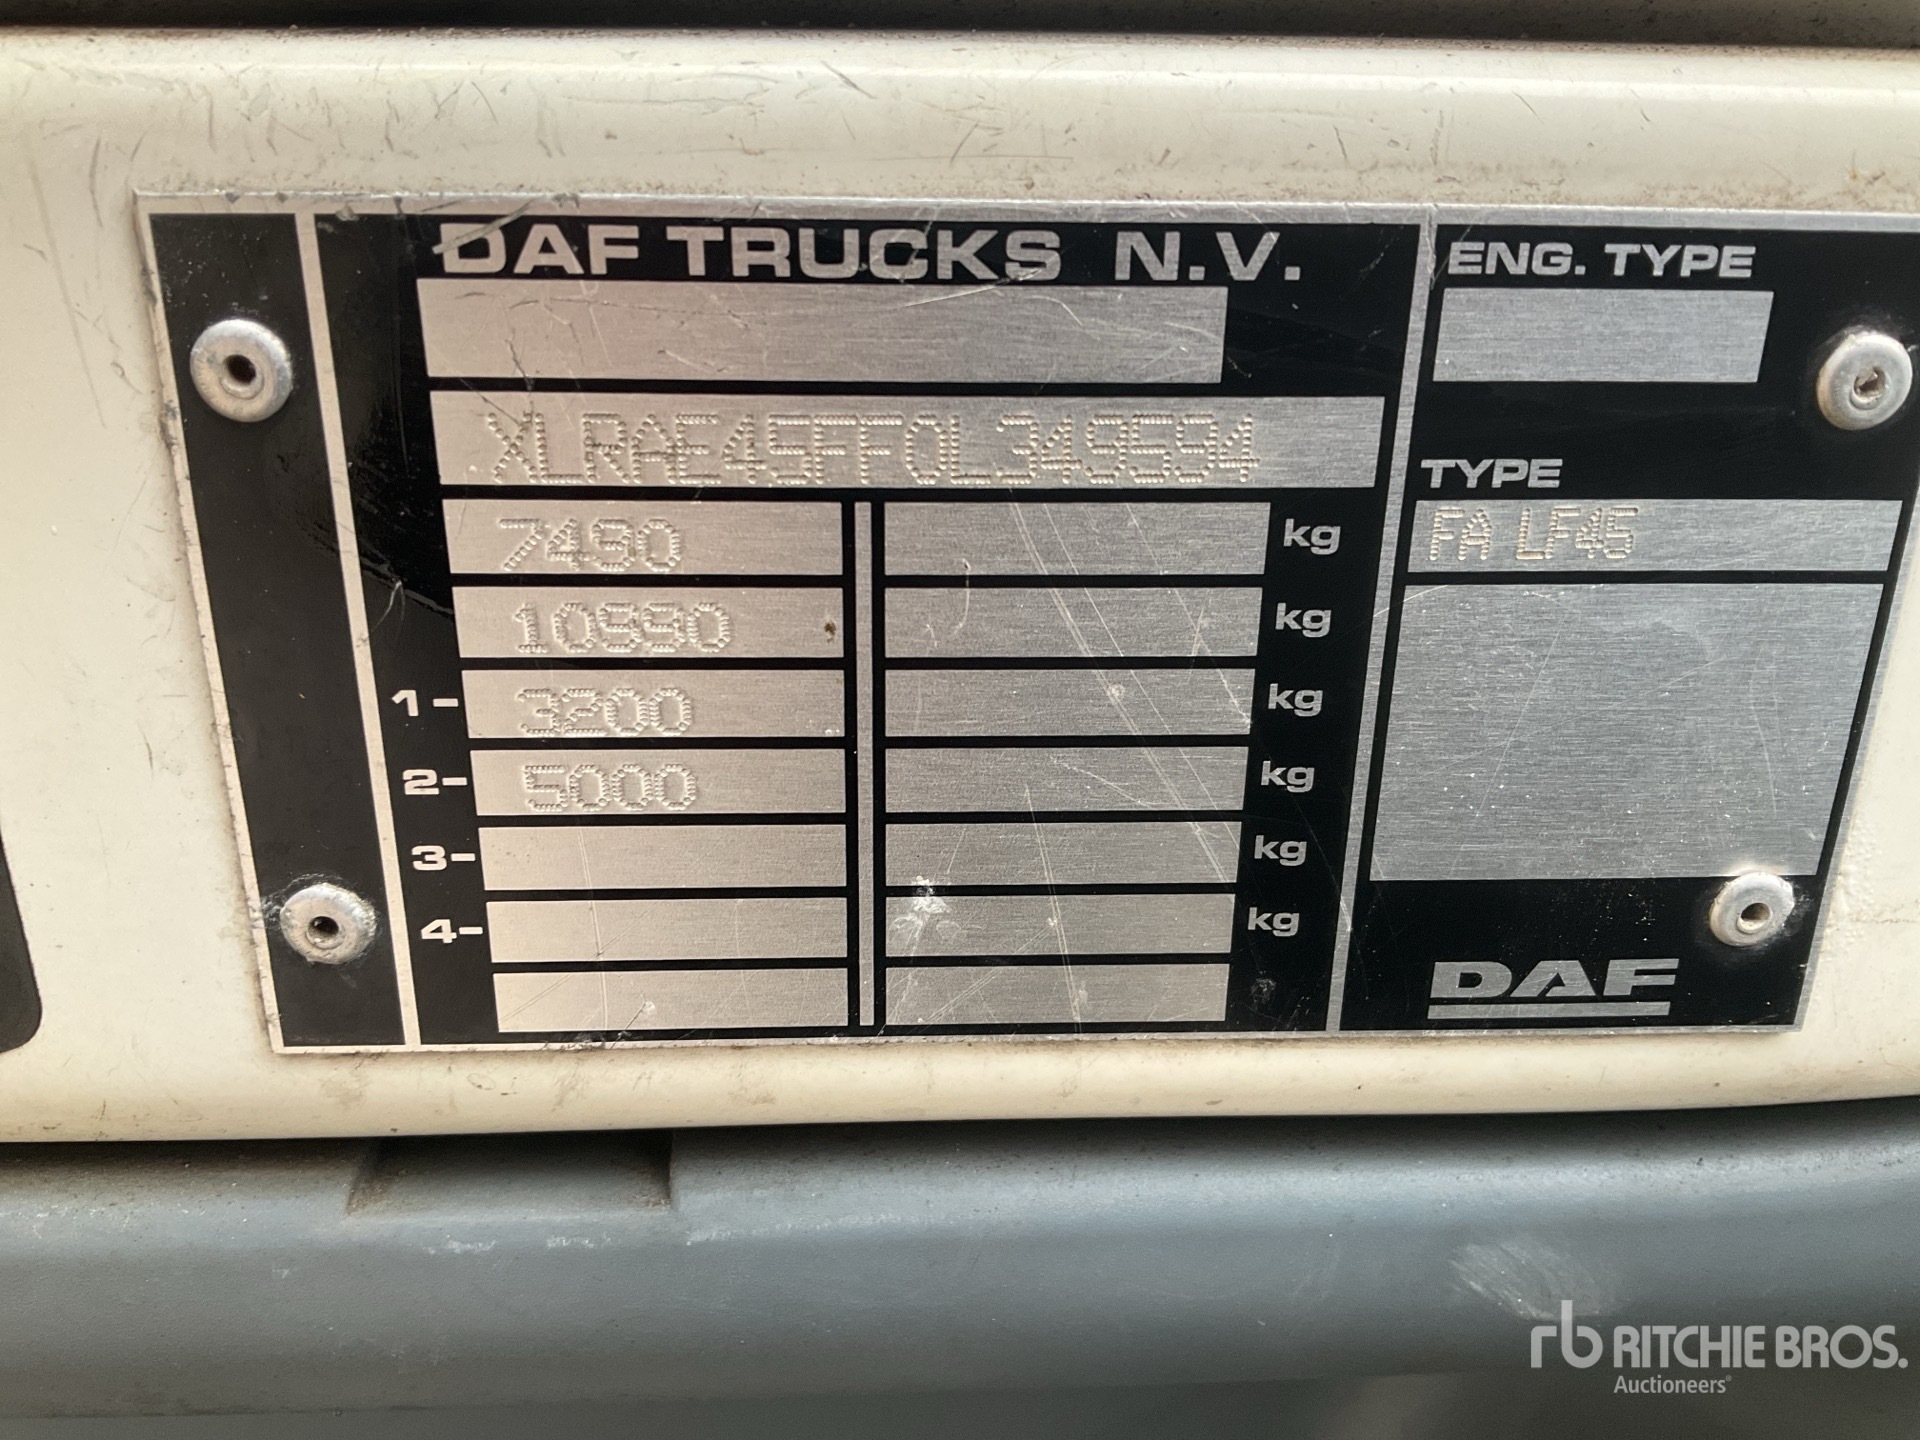 DAF TRUCKS N.V.
ENG. TYPE
XLRAE45FF0L349594
TYPE
7490 kg
FA LF45
10990 kg
1- 3200 kg
2- 5000 kg
3- kg
4- kg
DAF
rb RITCHIE BROS.
Auctioneers®